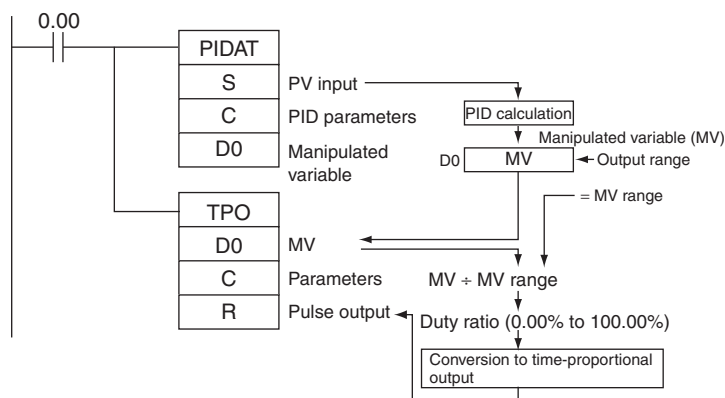 0.00
PIDAT
S
PV input
C
PID parameters
D0
Manipulated
variable
PID calculation
Manipulated variable (MV)
D0
MV
Output range
= MV range
TPO
D0
MV
C
Parameters
R
Pulse output
MV ÷ MV range
Duty ratio (0.00% to 100.00%)
Conversion to time-proportional
output